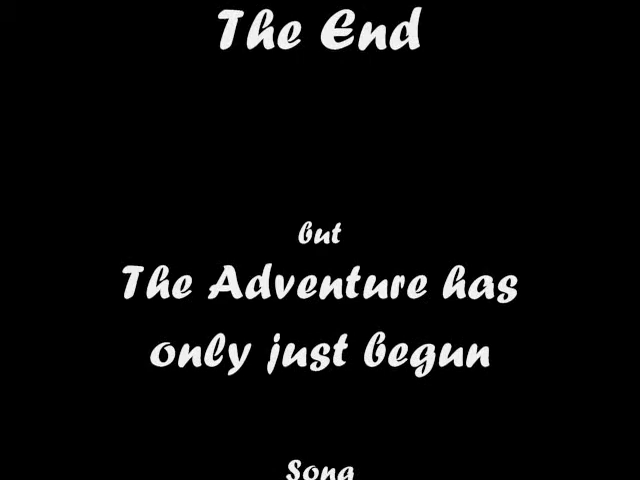 The End
but
The Adventure has
only just begun
Song